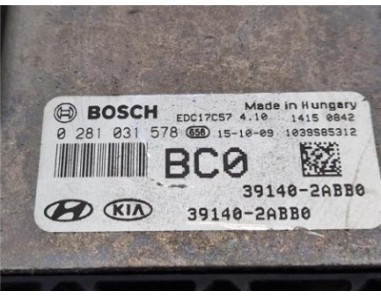 BOSCH EDC17C57 4.10 Made in Hungary
1415 0842
0 281 031 578 658 15-10-09 1039S85312
BC0
39140-2ABB0
KIA 39140-2ABB0